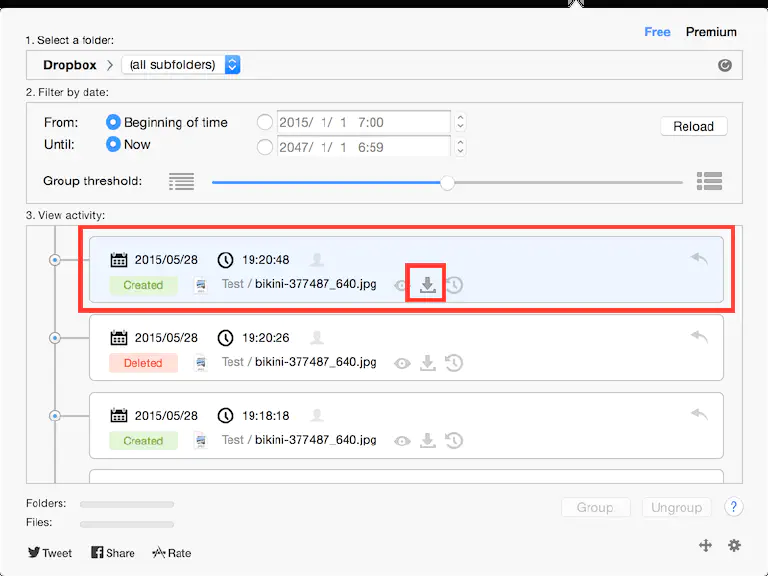 Free Premium
1. Select a folder:
Dropbox (all subfolders)
2. Filter by date:
From: Beginning of time 2015/ 1/ 1 7:00
Until: Now 2047/ 1/ 1 6:59
Reload
Group threshold:
3. View activity:
2015/05/28 19:20:48
Created Test / bikini-377487_640.jpg
2015/05/28 19:20:26
Deleted Test / bikini-377487_640.jpg
2015/05/28 19:18:18
Created Test / bikini-377487_640.jpg
Folders:
Files:
Group Ungroup ?
Tweet Share Rate